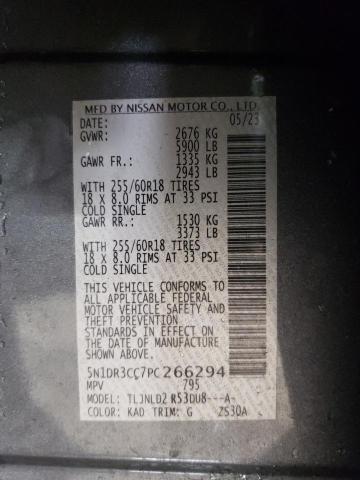 MFD BY NISSAN MOTOR CO., LTD.
DATE: 05/23
GVWR: 2676 KG
5900 LB
GAWR FR.: 1335 KG
2943 LB
WITH 255/60R18 TIRES
18 X 8.0 RIMS AT 33 PSI
COLD SINGLE
GAWR RR.: 1530 KG
3373 LB
WITH 255/60R18 TIRES
18 X 8.0 RIMS AT 33 PSI
COLD SINGLE
THIS VEHICLE CONFORMS TO
ALL APPLICABLE FEDERAL
MOTOR VEHICLE SAFETY AND
THEFT PREVENTION
STANDARDS IN EFFECT ON
THE DATE OF MANUFACTURE
SHOWN ABOVE.
5N1DR3CC7PC266294
MPV 795
MODEL: TLJNLD2 R53DU8---A-
COLOR: KAD TRIM: G ZS30A